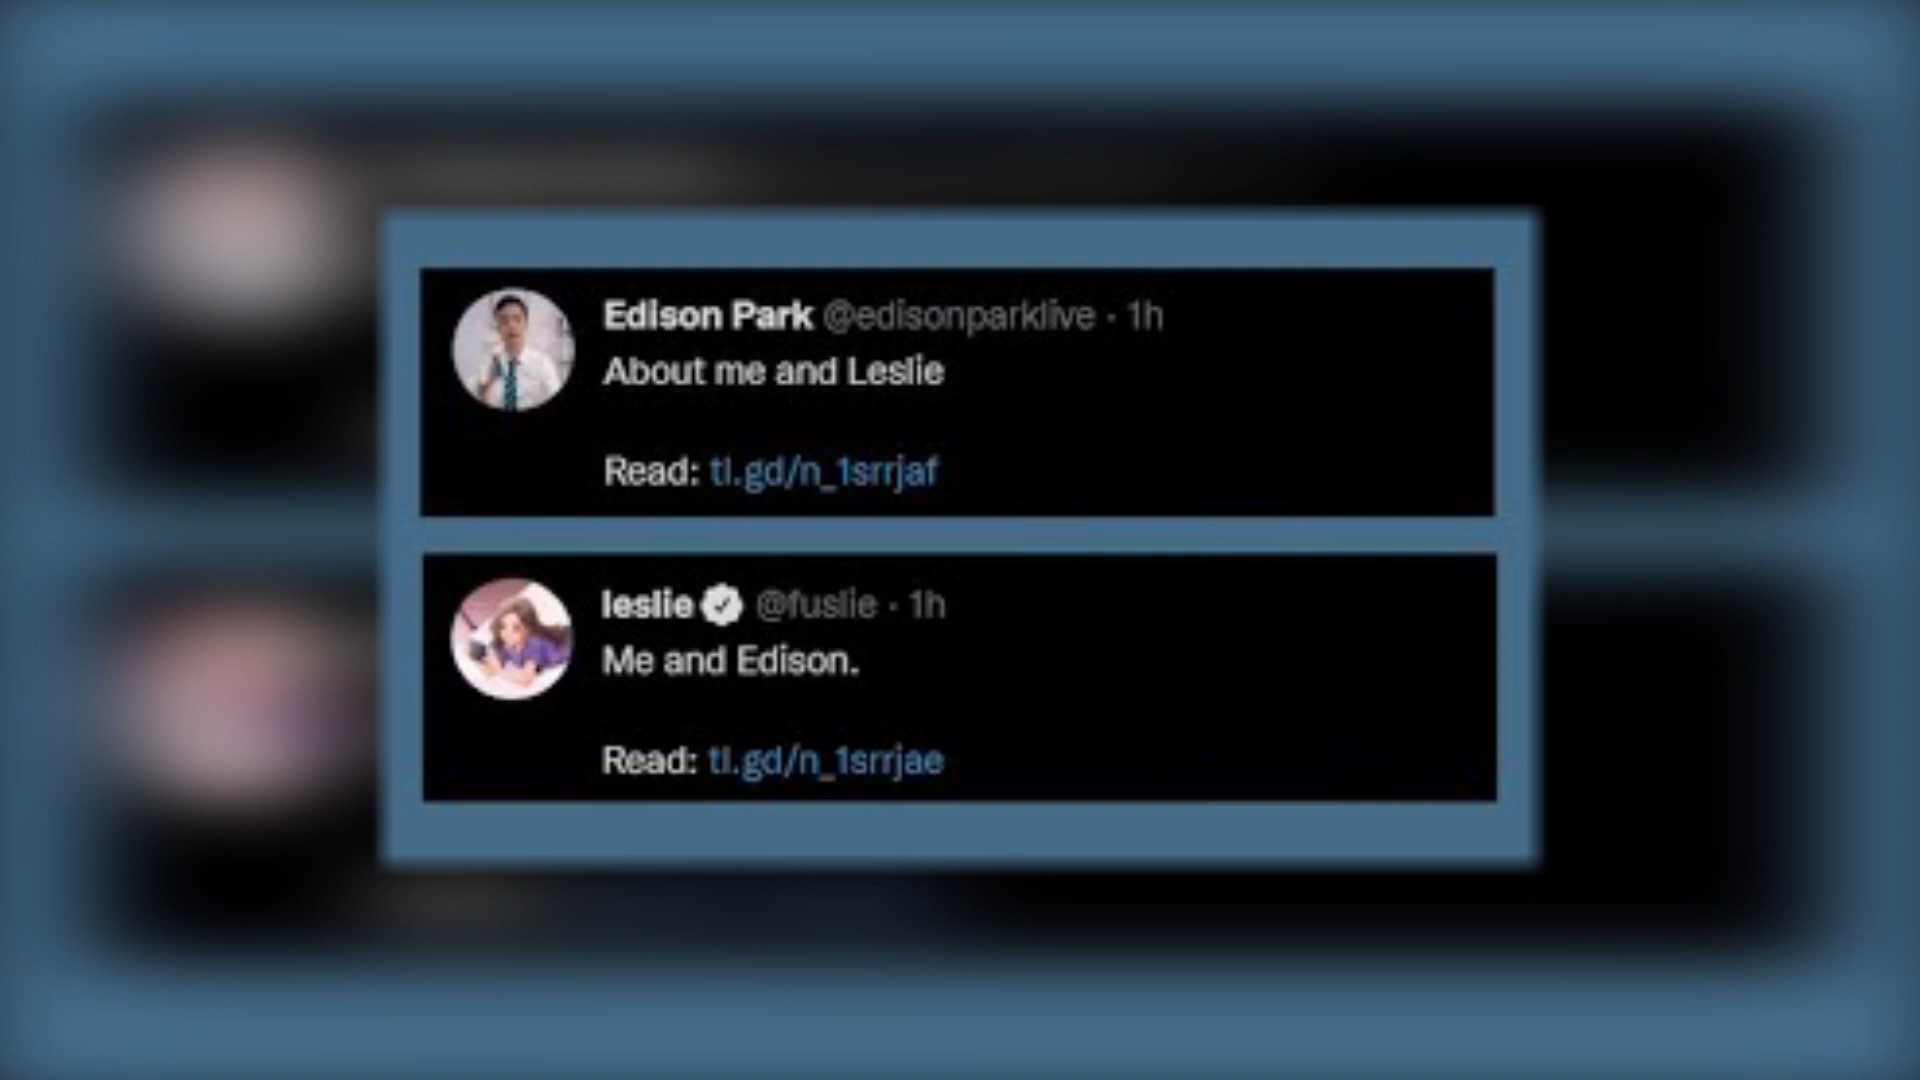 Edison Park @edisonparklive · 1h
About me and Leslie
Read: tl.gd/n_1srrjaf
leslie @fuslie · 1h
Me and Edison.
Read: tl.gd/n_1srrjae